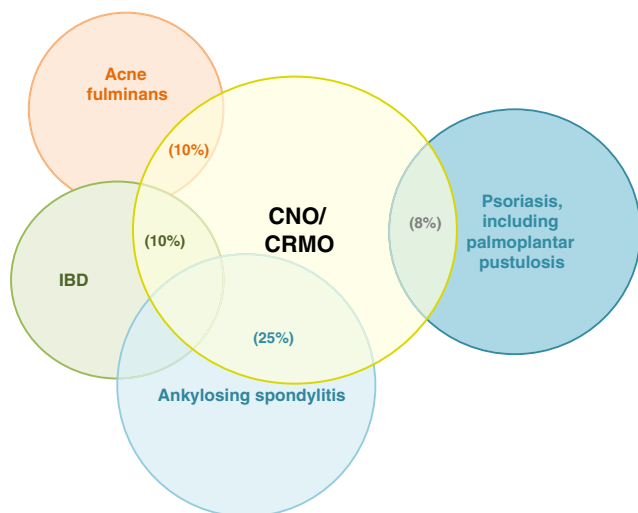 Acne
fulminans
(10%)
CNO/
CRMO
Psoriasis,
including
palmoplantar
pustulosis
(8%)
(10%)
IBD
(25%)
Ankylosing spondylitis